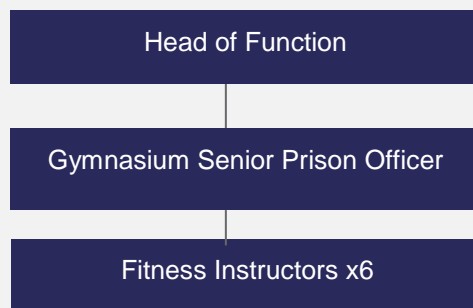 Head of Function
Gymnasium Senior Prison Officer
Fitness Instructors x6